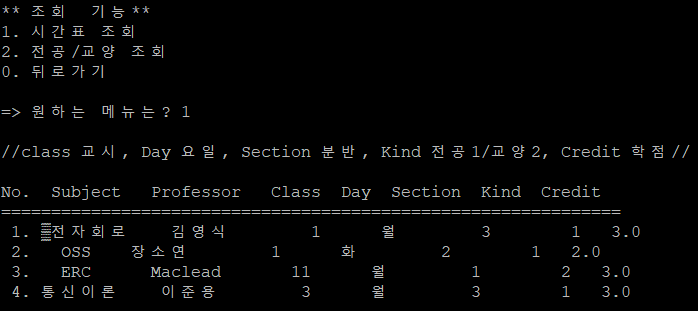 ** 조회 기능**
1. 시간표 조회
2. 전공/교양 조회
0. 뒤로가기
=> 원하는 메뉴는? 1
//class 교시, Day 요일, Section 분반, Kind 전공1/교양2, Credit 학점//
No. Subject Professor Class Day Section Kind Credit
==============================================================
1. ▒전자회로 김영식 1 월 3 1 3.0
2. OSS 장소연 1 화 2 1 2.0
3. ERC Maclead 11 월 1 2 3.0
4. 통신이론 이준용 3 월 3 1 3.0